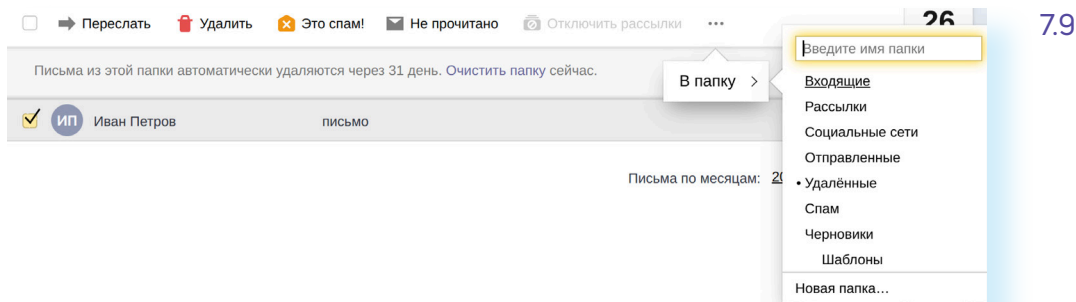 Переслать Удалить Это спам! Не прочитано Отключить рассылки ... 26 7.9
Введите имя папки
Письма из этой папки автоматически удаляются через 31 день. Очистить папку сейчас.
В папку >
Входящие
Рассылки
ИП Иван Петров письмо
Социальные сети
Отправленные
Письма по месяцам:
• Удалённые
Спам
Черновики
Шаблоны
Новая папка...